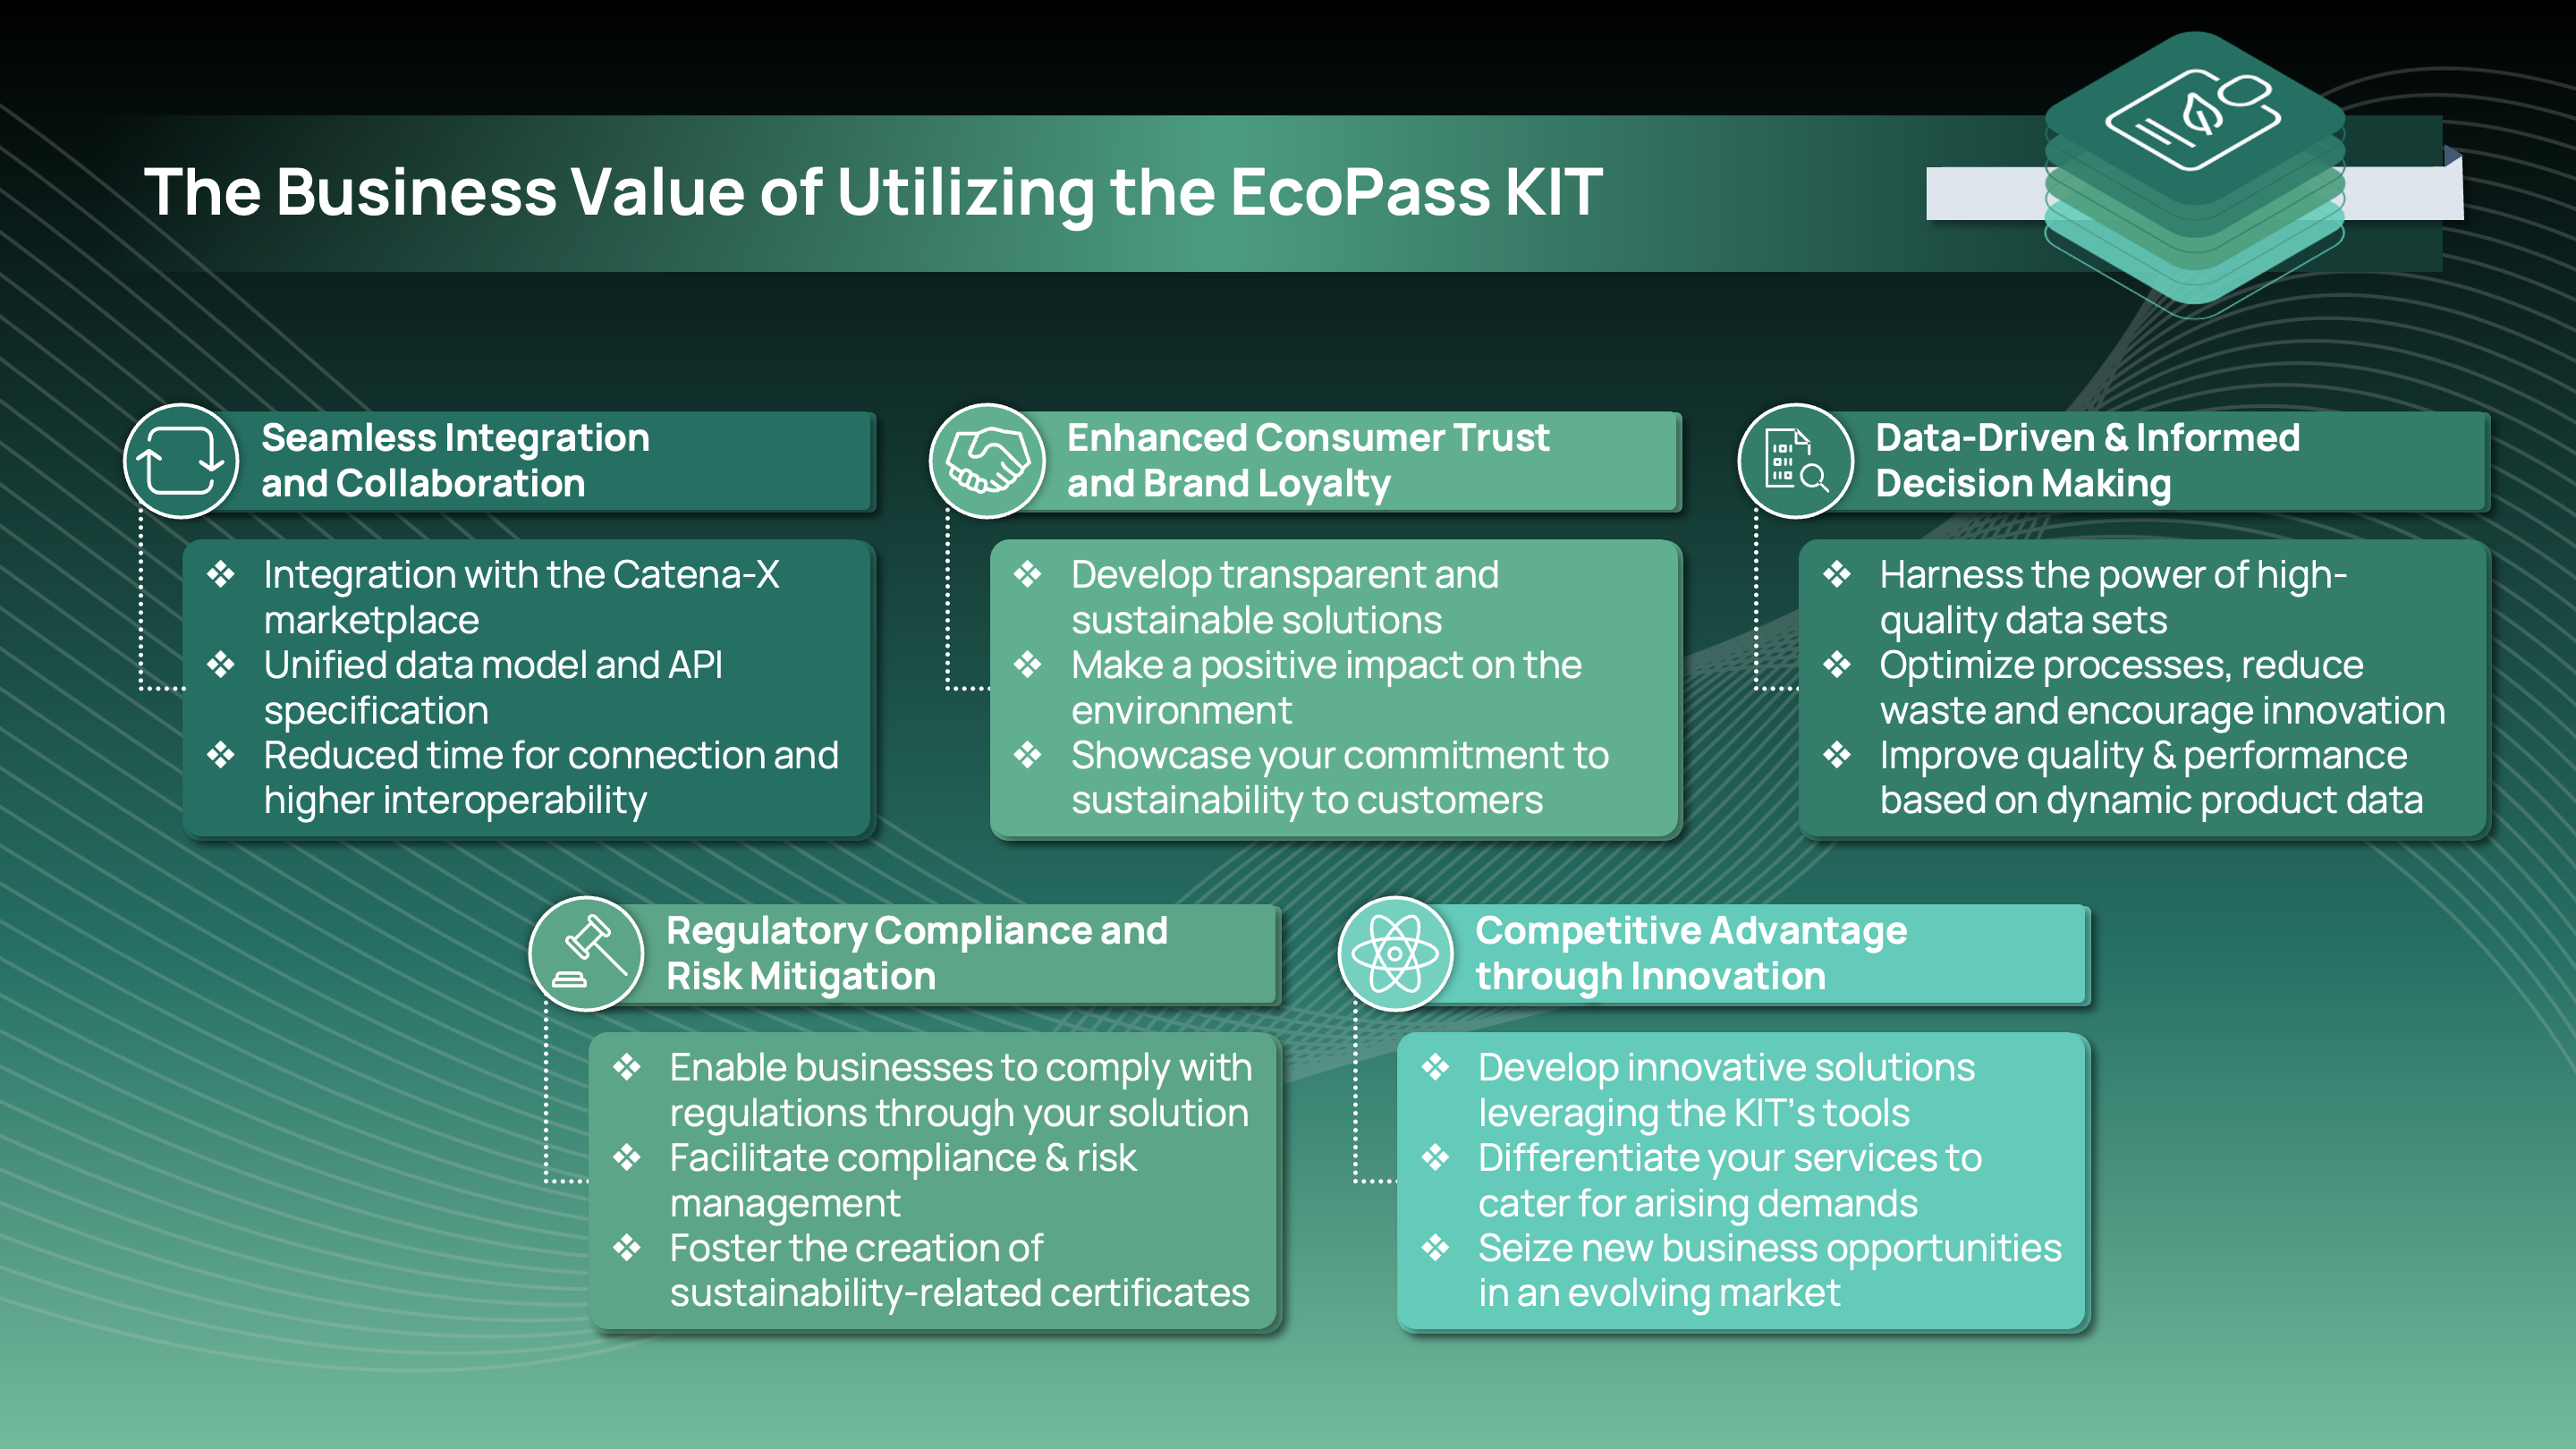 The Business Value of Utilizing the EcoPass KIT
Seamless Integration
and Collaboration
❖ Integration with the Catena-X
marketplace
❖ Unified data model and API
specification
❖ Reduced time for connection and
higher interoperability
Enhanced Consumer Trust
and Brand Loyalty
❖ Develop transparent and
sustainable solutions
❖ Make a positive impact on the
environment
❖ Showcase your commitment to
sustainability to customers
Data-Driven & Informed
Decision Making
❖ Harness the power of high-
quality data sets
❖ Optimize processes, reduce
waste and encourage innovation
❖ Improve quality & performance
based on dynamic product data
Regulatory Compliance and
Risk Mitigation
❖ Enable businesses to comply with
regulations through your solution
❖ Facilitate compliance & risk
management
❖ Foster the creation of
sustainability-related certificates
Competitive Advantage
through Innovation
❖ Develop innovative solutions
leveraging the KIT's tools
❖ Differentiate your services to
cater for arising demands
❖ Seize new business opportunities
in an evolving market